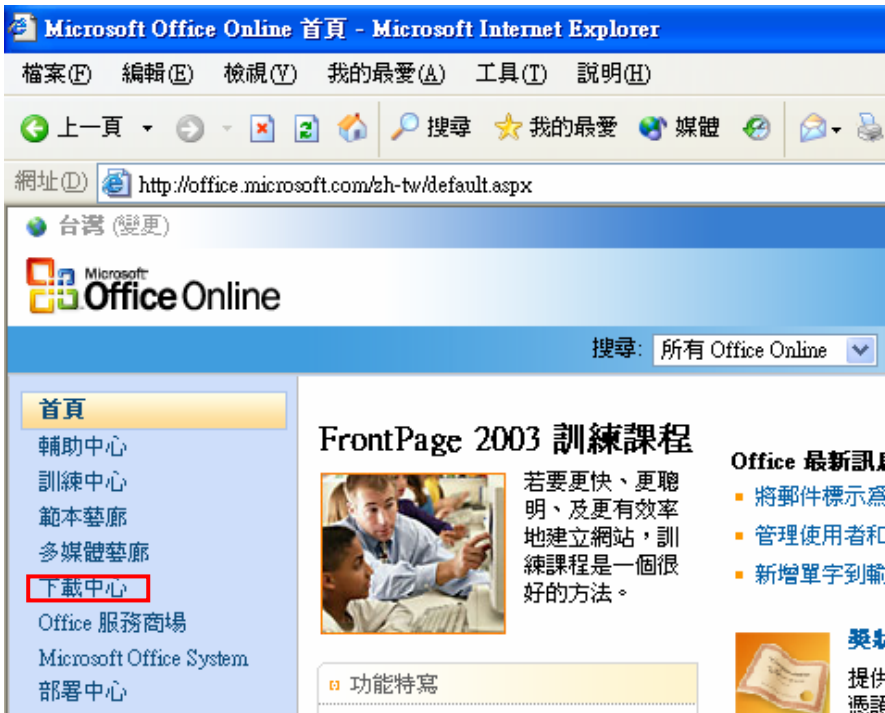 Microsoft Office Online 首頁 - Microsoft Internet Explorer
檔案(F) 編輯(E) 檢視(V) 我的最愛(A) 工具(T) 說明(H)
上一頁 搜尋 我的最愛 媒體
網址(D) http://office.microsoft.com/zh-tw/default.aspx
台灣 (變更)
Microsoft
Office Online
搜尋: 所有 Office Online
首頁
輔助中心
訓練中心
範本藝廊
多媒體藝廊
下載中心
Office 服務商場
Microsoft Office System
部署中心
FrontPage 2003 訓練課程
若要更快、更聰
明、及更有效率
地建立網站，訓
練課程是一個很
好的方法。
功能特寫
Office 最新訊
將郵件標示為
管理使用者和
新增單字到輸
獎
提供